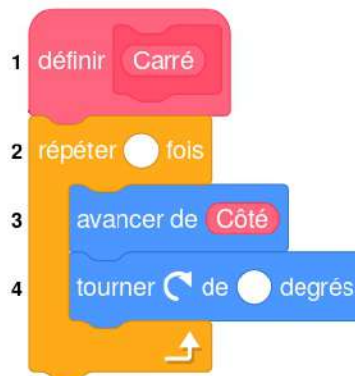 1 définir Carré
2 répéter fois
3 avancer de Côté
4 tourner de degrés